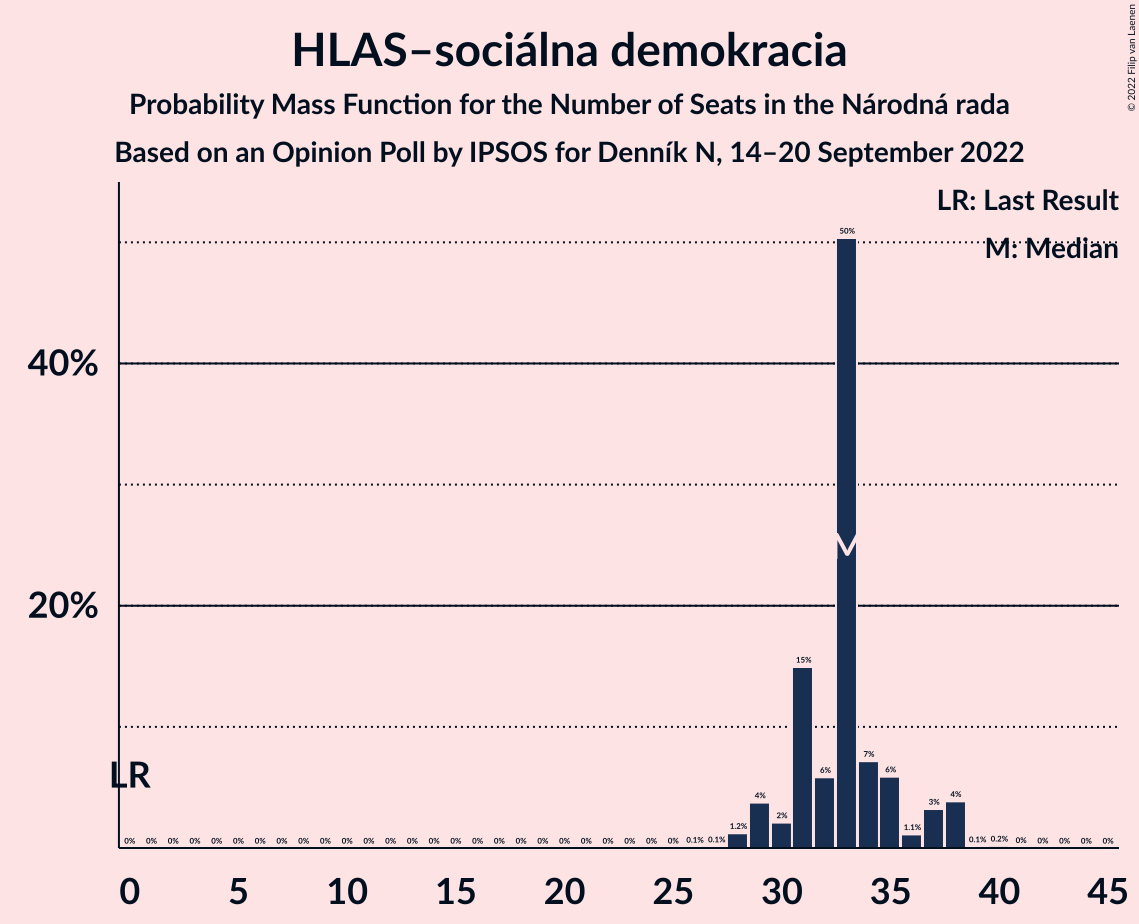 HLAS–sociálna demokracia
Probability Mass Function for the Number of Seats in the Národná rada
Based on an Opinion Poll by IPSOS for Denník N, 14–20 September 2022
© 2022 Filip van Laenen
LR: Last Result
M: Median
50%
40%
20%
15%
7%
6% 6%
LR
4% 4%
3%
2%
1.2% 1.1%
0% 0% 0% 0% 0% 0% 0% 0% 0% 0% 0% 0% 0% 0% 0% 0% 0% 0% 0% 0% 0% 0% 0% 0% 0% 0% 0.1% 0.1% 0.1% 0.2% 0% 0% 0% 0% 0%
0 5 10 15 20 25 30 35 40 45